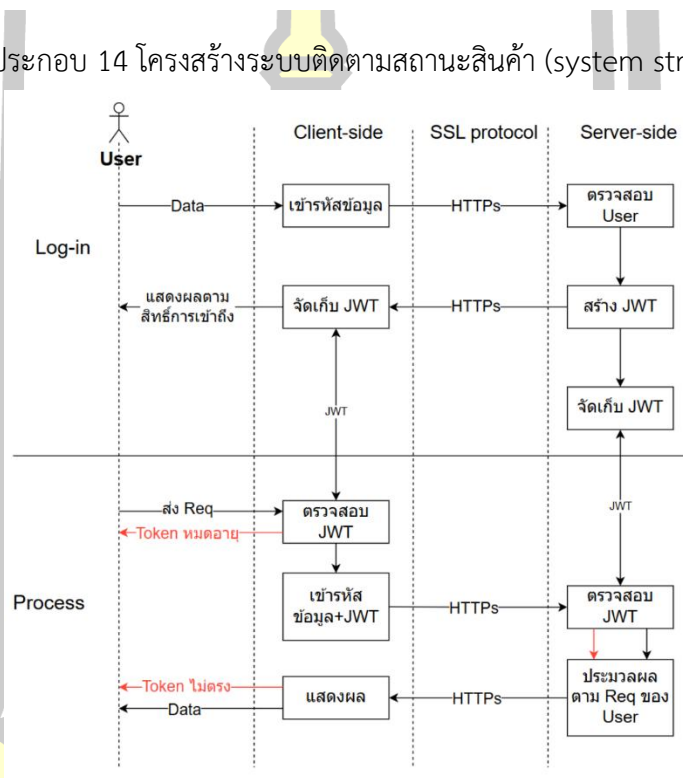 ประกอบ 14 โครงสร้างระบบติดตามสถานะสินค้า (system str
Client-side SSL protocol Server-side
User
Data เข้ารหัสข้อมูล HTTPs ตรวจสอบ
User
Log-in
แสดงผลตาม
สิทธิ์การเข้าถึง
จัดเก็บ JWT HTTPs สร้าง JWT
จัดเก็บ JWT
JWT
ส่ง Req
Token หมดอายุ
ตรวจสอบ
JWT
JWT
Process
เข้ารหัส
ข้อมูล+JWT
HTTPs
ตรวจสอบ
JWT
Token ไม่ตรง
Data
แสดงผล
HTTPs
ประมวลผล
ตาม Req ของ
User